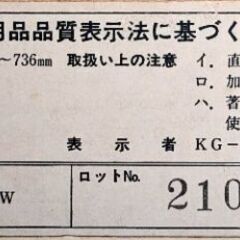 用品品質表示法に基づく
～736mm 取扱い上の注意 イ．直
ロ．加
ハ．著
使
表示者 KG-
W ロットNo. 210